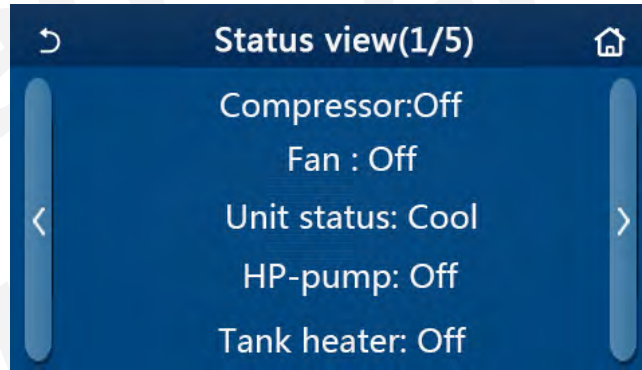 Status view(1/5)
Compressor:Off
Fan : Off
Unit status: Cool
HP-pump: Off
Tank heater: Off